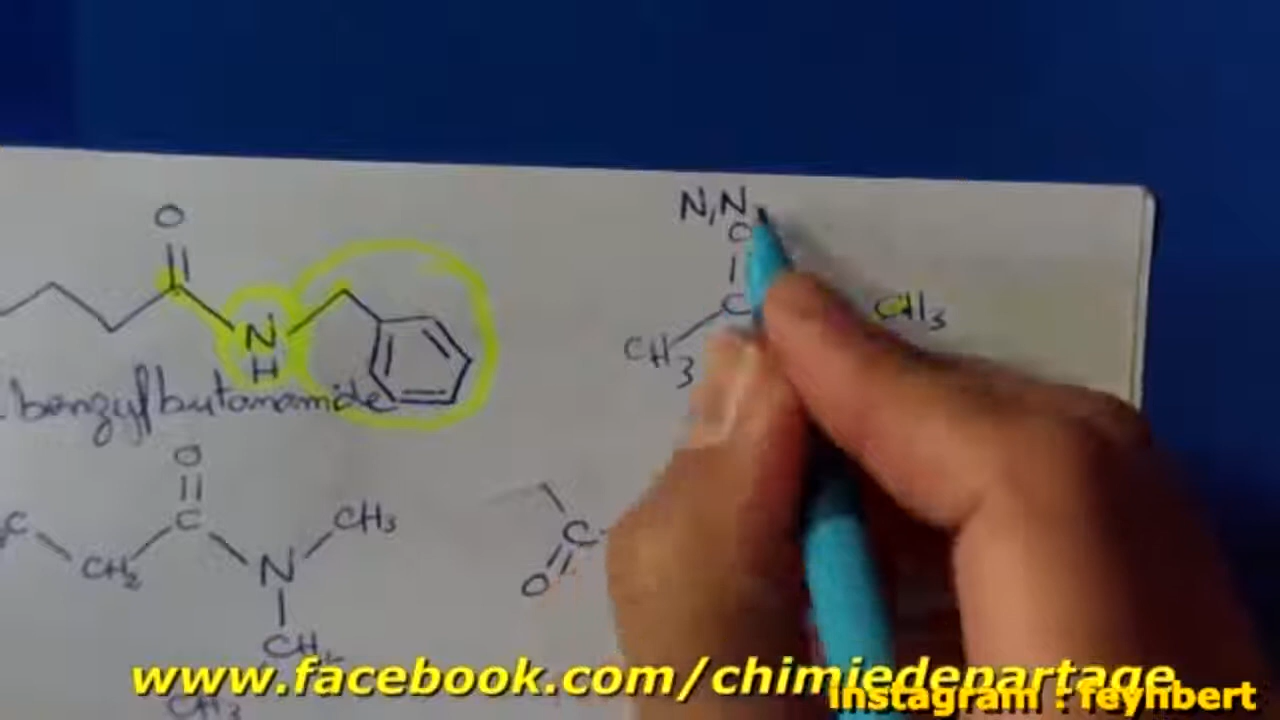 O
N
H
benzylbutanamide
N,N
O
C
CH3
CH3
O
C
CH2
N
CH3
C
O
www.facebook.com/chimiedepartage
instagram : feynbert
CH3